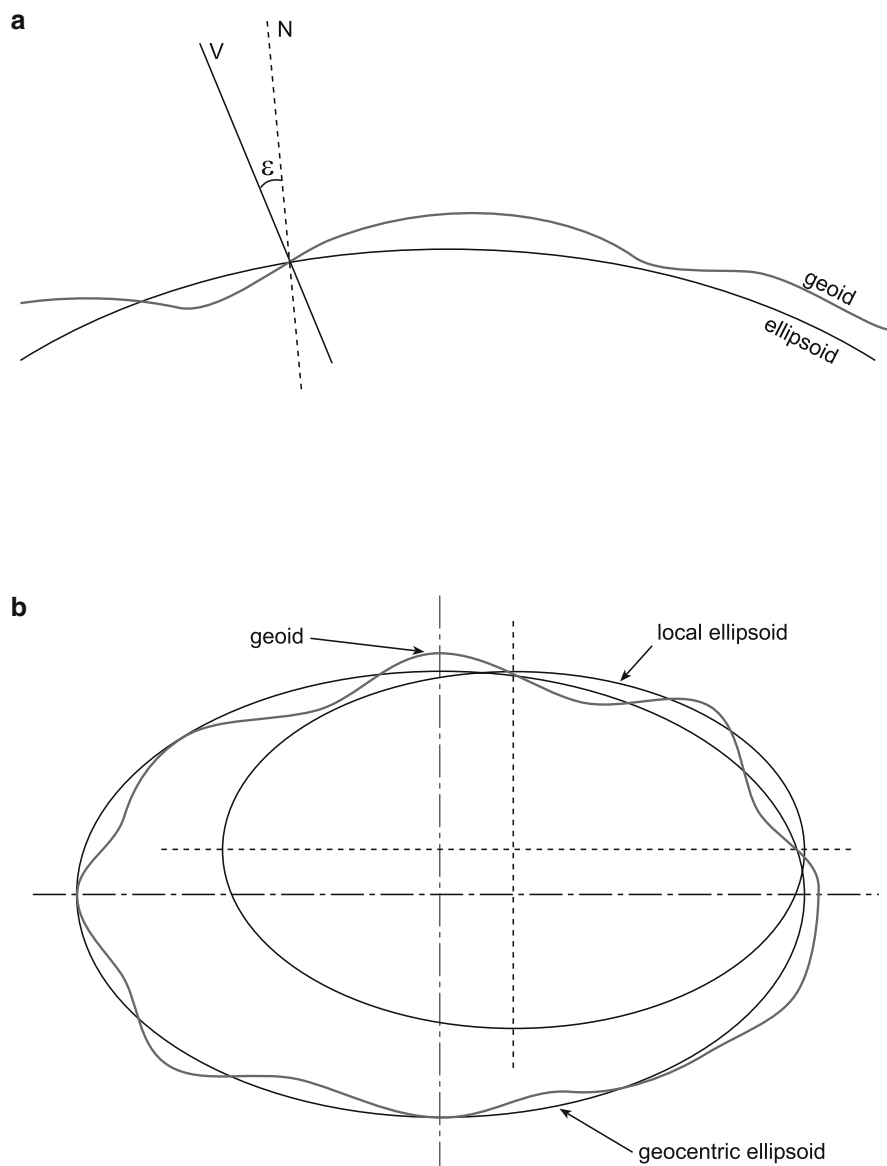 a
N
V
ε
geoid
ellipsoid
b
geoid
local ellipsoid
geocentric ellipsoid